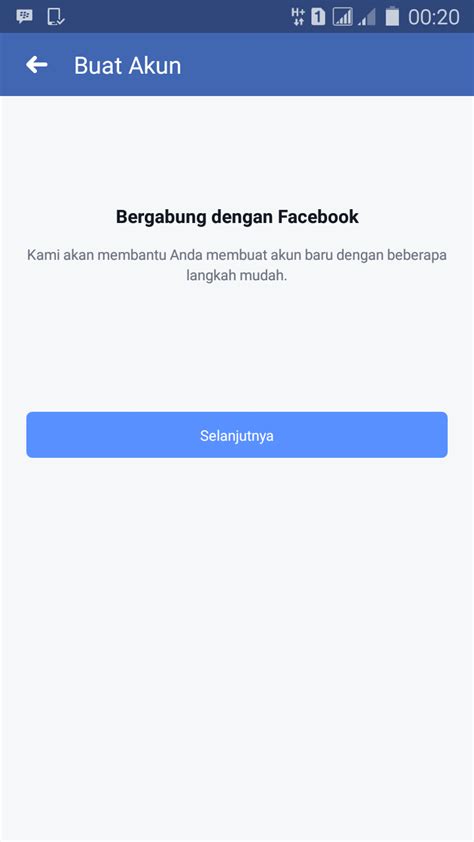 H+ 1 00:20
Buat Akun
Bergabung dengan Facebook
Kami akan membantu Anda membuat akun baru dengan beberapa
langkah mudah.
Selanjutnya